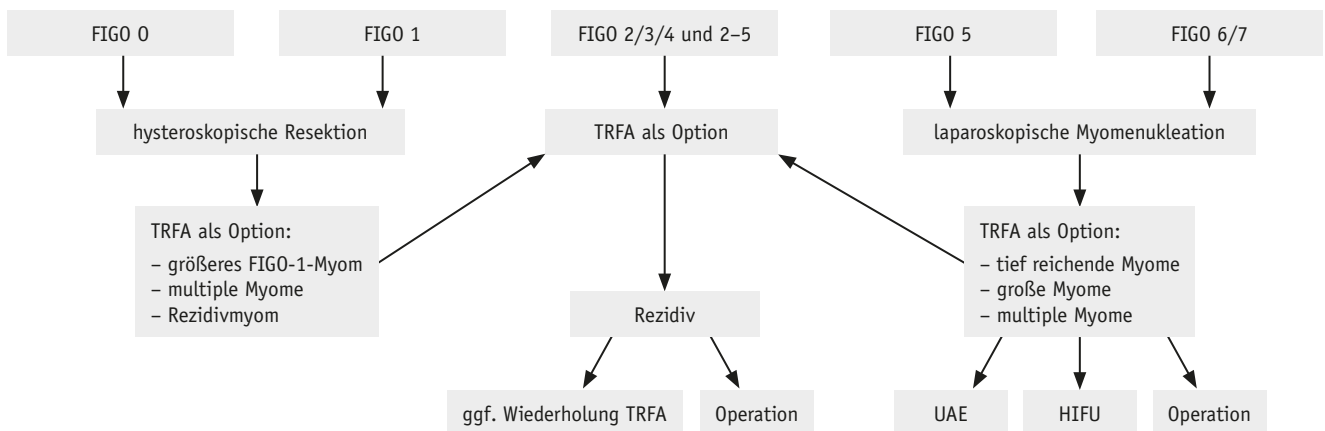 FIGO 0
FIGO 1
FIGO 2/3/4 und 2–5
FIGO 5
FIGO 6/7
hysteroskopische Resektion
TRFA als Option
laparoskopische Myomenukleation
TRFA als Option:
– größeres FIGO-1-Myom
– multiple Myome
– Rezidivmyom
Rezidiv
TRFA als Option:
– tief reichende Myome
– große Myome
– multiple Myome
ggf. Wiederholung TRFA
Operation
UAE
HIFU
Operation